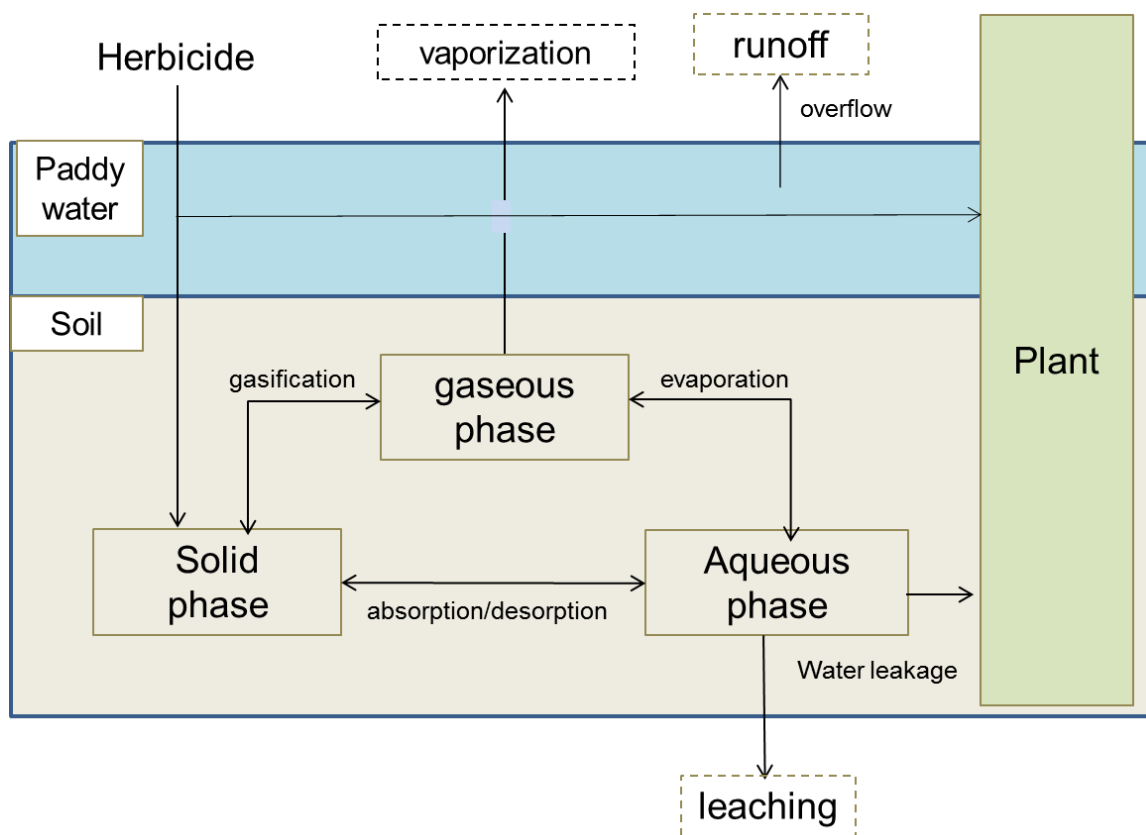 Herbicide
vaporization
runoff
overflow
Paddy
water
Soil
Plant
gasification
gaseous
phase
evaporation
Solid
phase
absorption/desorption
Aqueous
phase
Water leakage
leaching